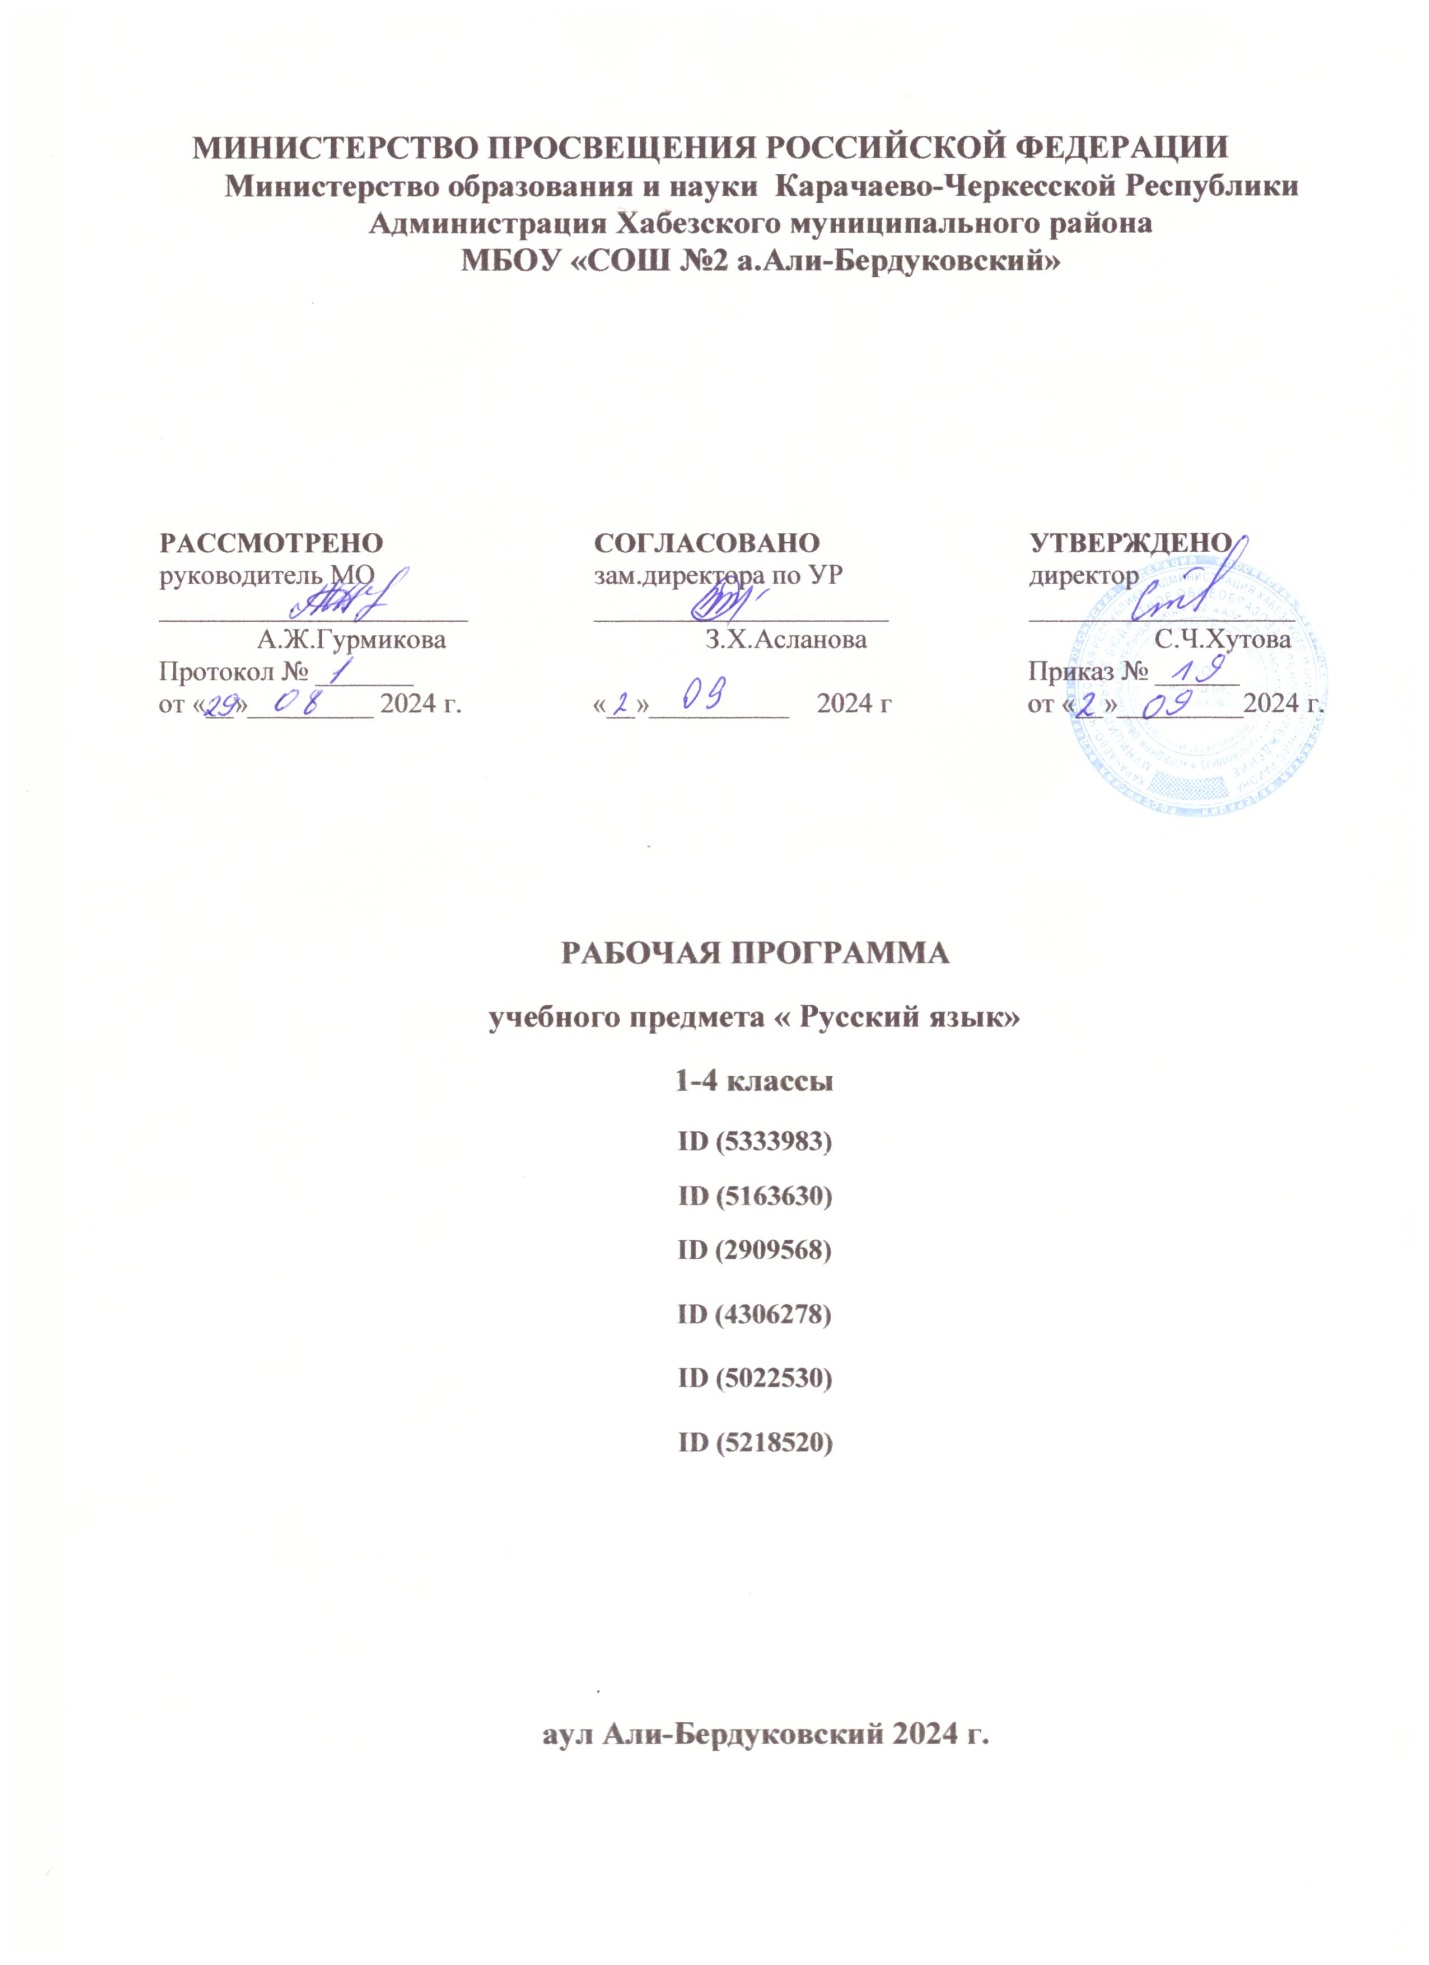 МИНИСТЕРСТВО ПРОСВЕЩЕНИЯ РОССИЙСКОЙ ФЕДЕРАЦИИ
Министерство образования и науки Карачаево-Черкесской Республики
Администрация Хабезского муниципального района
МБОУ «СОШ №2 а.Али-Бердуковский»
РАССМОТРЕНО
руководитель МО
А.Ж.Гурмикова
Протокол № 1
от «29» 08 2024 г.
СОГЛАСОВАНО
зам.директора по УР
З.Х.Асланова
«2» 09 2024 г
УТВЕРЖДЕНО
директор
С.Ч.Хутова
Приказ № 19
от «2» 09 2024 г.
РАБОЧАЯ ПРОГРАММА
учебного предмета « Русский язык»
1-4 классы
ID (5333983)
ID (5163630)
ID (2909568)
ID (4306278)
ID (5022530)
ID (5218520)
аул Али-Бердуковский 2024 г.